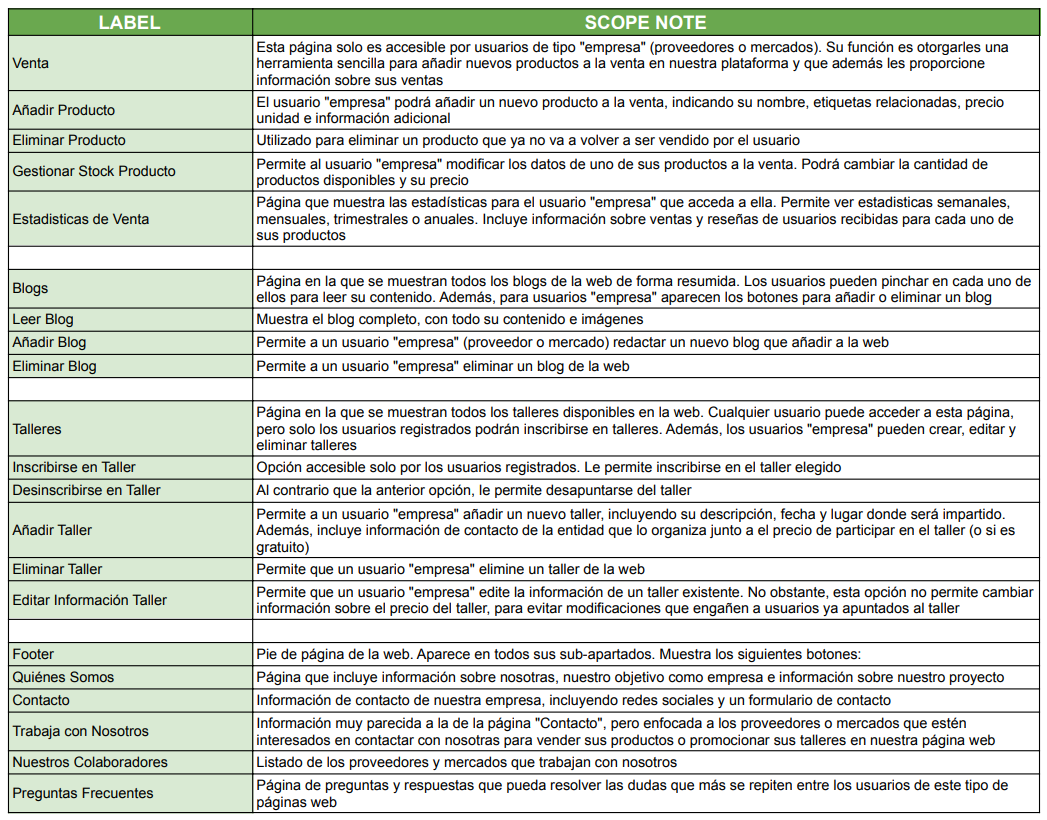 LABEL SCOPE NOTE
Venta
Esta página solo es accesible por usuarios de tipo "empresa" (proveedores o mercados). Su función es otorgarles una
herramienta sencilla para añadir nuevos productos a la venta en nuestra plataforma y que además les proporcione
información sobre sus ventas
Añadir Producto
El usuario "empresa" podrá añadir un nuevo producto a la venta, indicando su nombre, etiquetas relacionadas, precio
unidad e información adicional
Eliminar Producto
Utilizado para eliminar un producto que ya no va a volver a ser vendido por el usuario
Gestionar Stock Producto
Permite al usuario "empresa" modificar los datos de uno de sus productos a la venta. Podrá cambiar la cantidad de
productos disponibles y su precio
Estadisticas de Venta
Página que muestra las estadísticas para el usuario "empresa" que acceda a ella. Permite ver estadisticas semanales,
mensuales, trimestrales o anuales. Incluye información sobre ventas y reseñas de usuarios recibidas para cada uno de
sus productos
Blogs
Página en la que se muestran todos los blogs de la web de forma resumida. Los usuarios pueden pinchar en cada uno de
ellos para leer su contenido. Además, para usuarios "empresa" aparecen los botones para añadir o eliminar un blog
Leer Blog
Muestra el blog completo, con todo su contenido e imágenes
Añadir Blog
Permite a un usuario "empresa" (proveedor o mercado) redactar un nuevo blog que añadir a la web
Eliminar Blog
Permite a un usuario "empresa" eliminar un blog de la web
Talleres
Página en la que se muestran todos los talleres disponibles en la web. Cualquier usuario puede acceder a esta página,
pero solo los usuarios registrados podrán inscribirse en talleres. Además, los usuarios "empresa" pueden crear, editar y
eliminar talleres
Inscribirse en Taller
Opción accesible solo por los usuarios registrados. Le permite inscribirse en el taller elegido
Desinscribirse en Taller
Al contrario que la anterior opción, le permite desapuntarse del taller
Añadir Taller
Permite a un usuario "empresa" añadir un nuevo taller, incluyendo su descripción, fecha y lugar donde será impartido.
Además, incluye información de contacto de la entidad que lo organiza junto a el precio de participar en el taller (o si es
gratuito)
Eliminar Taller
Permite que un usuario "empresa" elimine un taller de la web
Editar Información Taller
Permite que un usuario "empresa" edite la información de un taller existente. No obstante, esta opción no permite cambiar
información sobre el precio del taller, para evitar modificaciones que engañen a usuarios ya apuntados al taller
Footer
Pie de página de la web. Aparece en todos sus sub-apartados. Muestra los siguientes botones:
Quiénes Somos
Página que incluye información sobre nosotras, nuestro objetivo como empresa e información sobre nuestro proyecto
Contacto
Información de contacto de nuestra empresa, incluyendo redes sociales y un formulario de contacto
Trabaja con Nosotros
Información muy parecida a la de la página "Contacto", pero enfocada a los proveedores o mercados que estén
interesados en contactar con nosotras para vender sus productos o promocionar sus talleres en nuestra página web
Nuestros Colaboradores
Listado de los proveedores y mercados que trabajan con nosotros
Preguntas Frecuentes
Página de preguntas y respuestas que pueda resolver las dudas que más se repiten entre los usuarios de este tipo de
páginas web